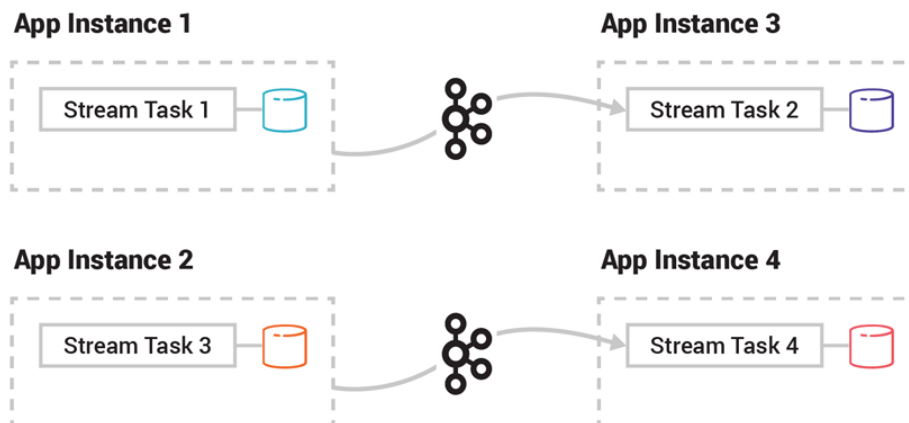 App Instance 1
App Instance 3
Stream Task 1
Stream Task 2
App Instance 2
App Instance 4
Stream Task 3
Stream Task 4